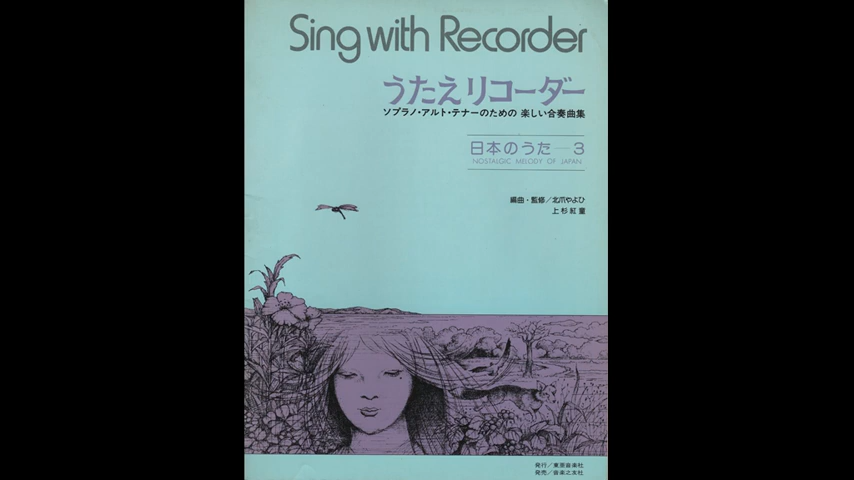 Sing with Recorder
うたえリコーダー
ソプラノ・アルト・テナーのための 楽しい合奏曲集
日本のうた—3
NOSTALGIC MELODY OF JAPAN
編曲・監修／北爪やよひ
上杉紅童
発行／東亜音楽社
発売／音楽之友社